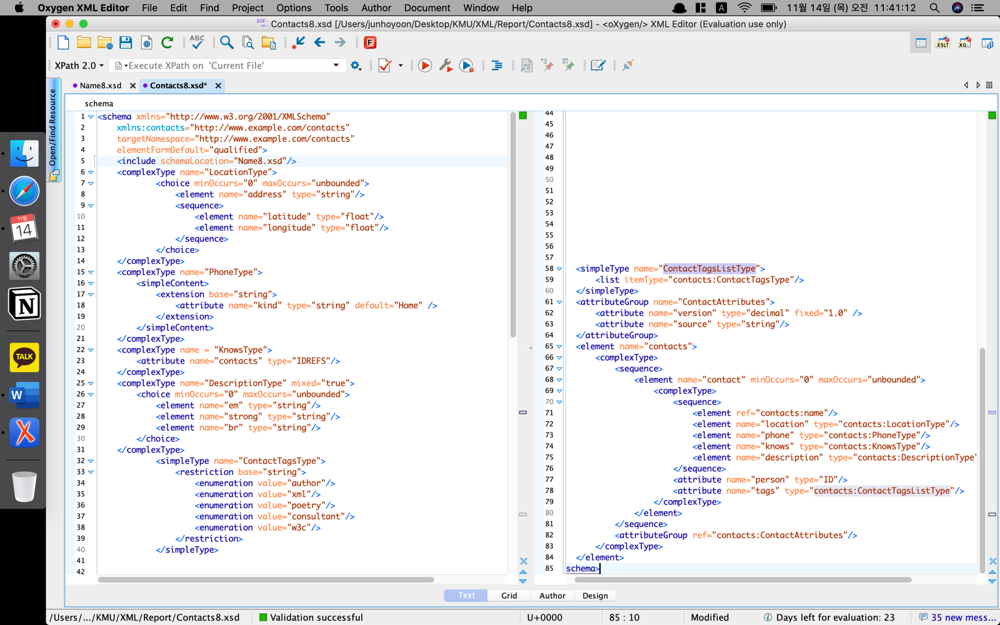 Oxygen XML Editor File Edit Find Project Options Tools Author Document Window Help A 11월 14일 (목) 오전 11:41:12
Contacts8.xsd [/Users/junhoyoon/Desktop/KMU/XML/Report/Contacts8.xsd] - <oXygen/> XML Editor (Evaluation use only)
ABC F XSLT XQ
XPath 2.0 Execute XPath on 'Current File'
Open/Find Resource
Name8.xsd Contacts8.xsd*
schema
1 <schema xmlns="http://www.w3.org/2001/XMLSchema"
2 xmlns:contacts="http://www.example.com/contacts"
3 targetNamespace="http://www.example.com/contacts"
4 elementFormDefault="qualified">
5 <include schemaLocation="Name8.xsd"/>
6 <complexType name="LocationType">
7 <choice minOccurs="0" maxOccurs="unbounded">
8 <element name="address" type="string"/>
9 <sequence>
10 <element name="latitude" type="float"/>
11 <element name="longitude" type="float"/>
12 </sequence>
13 </choice>
14 </complexType>
15 <complexType name="PhoneType">
16 <simpleContent>
17 <extension base="string">
18 <attribute name="kind" type="string" default="Home" />
19 </extension>
20 </simpleContent>
21 </complexType>
22 <complexType name = "KnowsType">
23 <attribute name="contacts" type="IDREFS"/>
24 </complexType>
25 <complexType name="DescriptionType" mixed="true">
26 <choice minOccurs="0" maxOccurs="unbounded">
27 <element name="em" type="string"/>
28 <element name="strong" type="string"/>
29 <element name="br" type="string"/>
30 </choice>
31 </complexType>
32 <simpleType name="ContactTagsType">
33 <restriction base="string">
34 <enumeration value="author"/>
35 <enumeration value="xml"/>
36 <enumeration value="poetry"/>
37 <enumeration value="consultant"/>
38 <enumeration value="w3c"/>
39 </restriction>
40 </simpleType>
41
42
44
45
46
47
48
49
50
51
52
53
54
55
56
57
58 <simpleType name="ContactTagsListType">
59 <list itemType="contacts:ContactTagsType"/>
60 </simpleType>
61 <attributeGroup name="ContactAttributes">
62 <attribute name="version" type="decimal" fixed="1.0" />
63 <attribute name="source" type="string"/>
64 </attributeGroup>
65 <element name="contacts">
66 <complexType>
67 <sequence>
68 <element name="contact" minOccurs="0" maxOccurs="unbounded">
69 <complexType>
70 <sequence>
71 <element ref="contacts:name"/>
72 <element name="location" type="contacts:LocationType"/>
73 <element name="phone" type="contacts:PhoneType"/>
74 <element name="knows" type="contacts:KnowsType"/>
75 <element name="description" type="contacts:DescriptionType"
76 </sequence>
77 <attribute name="person" type="ID"/>
78 <attribute name="tags" type="contacts:ContactTagsListType"/>
79 </complexType>
80 </element>
81 </sequence>
82 <attributeGroup ref="contacts:ContactAttributes"/>
83 </complexType>
84 </element>
85 schema>
11월
14
N
TALK
W
X
Text Grid Author Design
/Users/.../KMU/XML/Report/Contacts8.xsd Validation successful U+0000 85 : 10 Modified Days left for evaluation: 23 35 new mess...